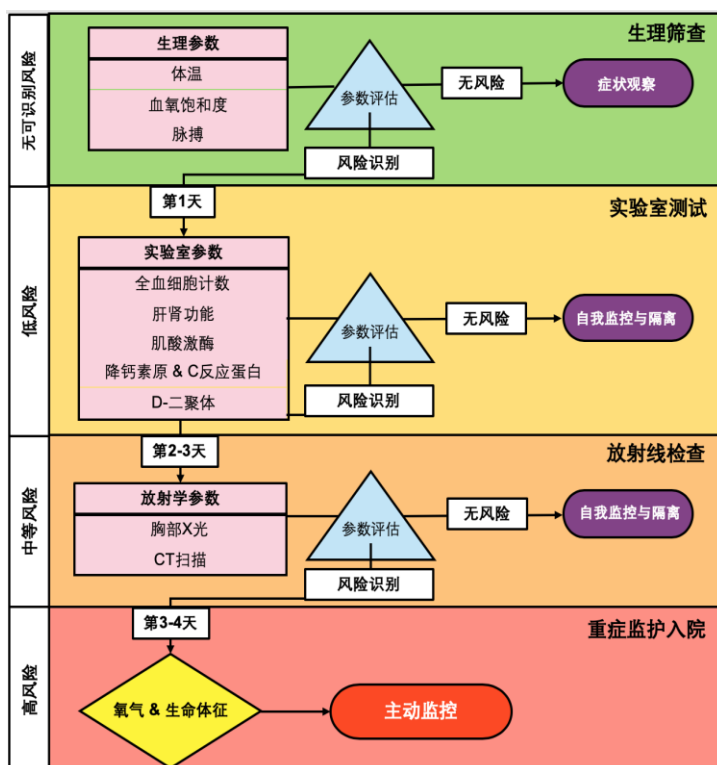 无可识别风险
生理筛查
生理参数
体温
血氧饱和度
脉搏
参数评估
无风险
症状观察
风险识别
第1天
低风险
实验室测试
实验室参数
全血细胞计数
肝肾功能
肌酸激酶
降钙素原 & C反应蛋白
D-二聚体
参数评估
无风险
自我监控与隔离
风险识别
第2-3天
中等风险
放射线检查
放射学参数
胸部X光
CT扫描
参数评估
无风险
自我监控与隔离
风险识别
第3-4天
高风险
重症监护入院
氧气 & 生命体征
主动监控